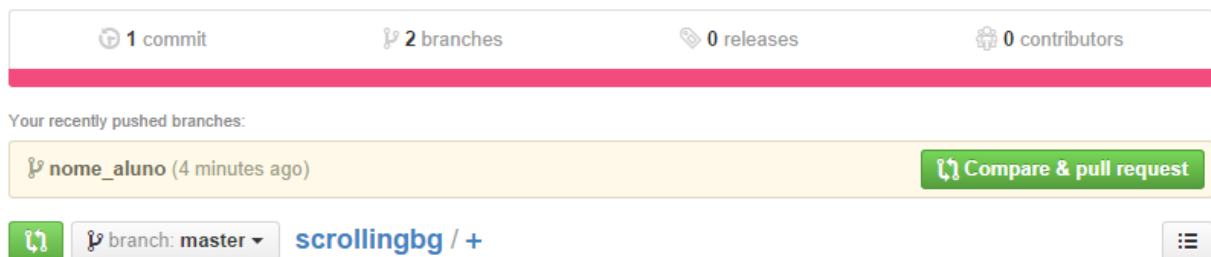 1 commit 2 branches 0 releases 0 contributors
Your recently pushed branches:
nome_aluno (4 minutes ago) Compare & pull request
branch: master scrollingbg / +